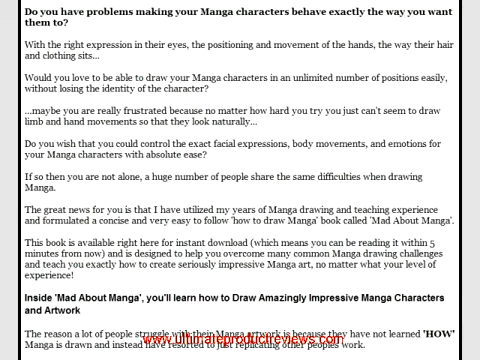 Do you have problems making your Manga characters behave exactly the way you want
them to?
With the right expression in their eyes, the positioning and movement of the hands, the way their hair
and clothing sits...
Would you love to be able to draw your Manga characters in an unlimited number of positions easily,
without losing the identity of the character?
...maybe you are really frustrated because no matter how hard you try you just can't seem to draw
limb and hand movements so that they look naturally...
Do you wish that you could control the exact facial expressions, body movements, and emotions for
your Manga characters with absolute ease?
If so then you are not alone, a huge number of people share the same difficulties when drawing
Manga.
The great news for you is that I have utilized my years of Manga drawing and teaching experience
and formulated a concise and very easy to follow 'how to draw Manga' book called 'Mad About Manga'.
This book is available right here for instant download (which means you can be reading it within 5
minutes from now) and is designed to help you overcome many common Manga drawing challenges
and teach you exactly how to create seriously impressive Manga art, no matter what your level of
experience!
Inside 'Mad About Manga', you'll learn how to Draw Amazingly Impressive Manga Characters
and Artwork
The reason a lot of people struggle with their Manga artwork is because they have not learned 'HOW'
www.ultimateproductreviews.com
Manga is drawn and instead have resorted to just replicating other peoples work.